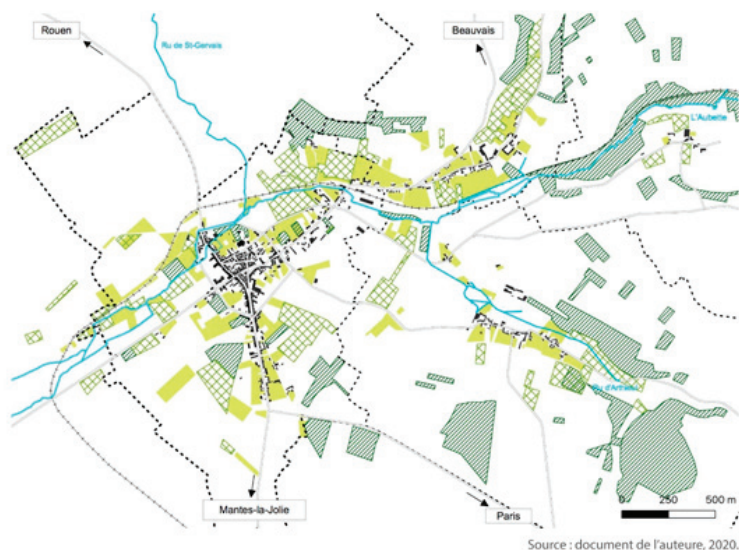 Rouen
Ru de St-Gervais
Beauvais
L'Aubette
Ru d'Arthieul
Mantes-la-Jolie
Paris
0 250 500 m
Source : document de l'auteure, 2020.